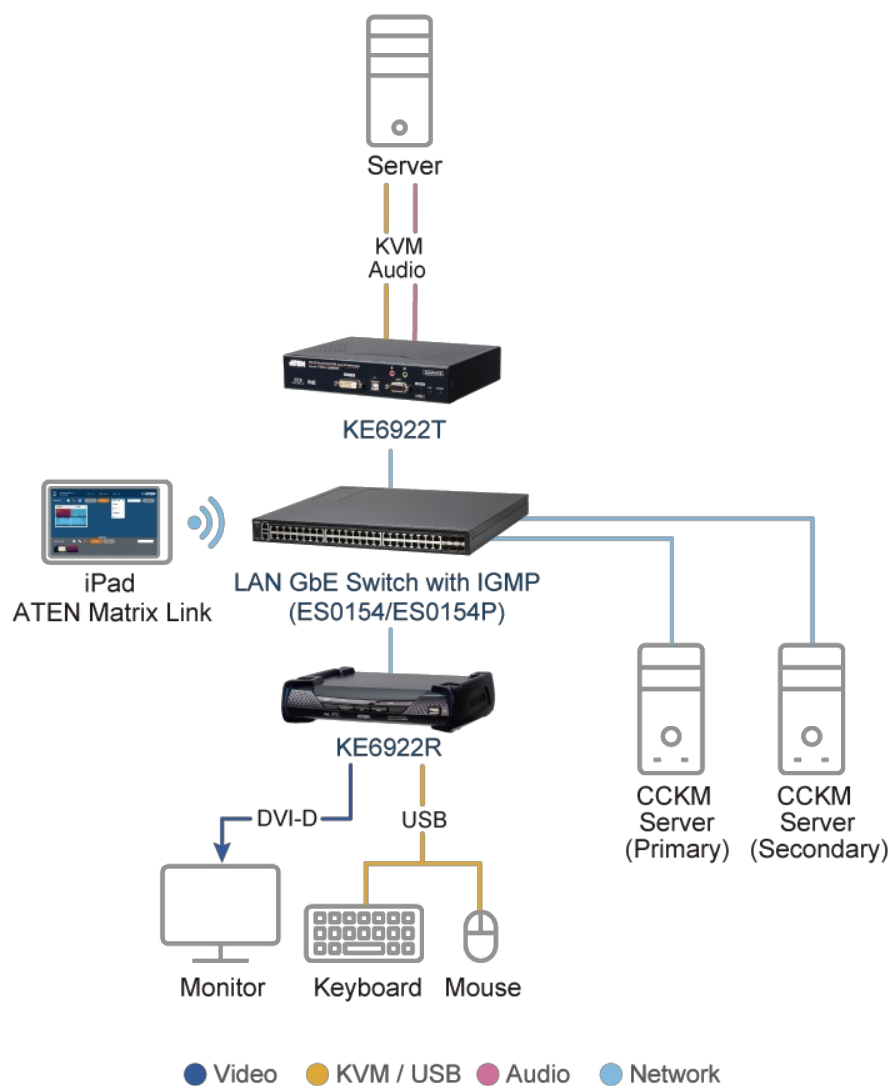 Server
KVM
Audio
ATEN
KE6922T
iPad
ATEN Matrix Link
LAN GbE Switch with IGMP
(ES0154/ES0154P)
KE6922R
DVI-D
USB
CCKM
Server
(Primary)
CCKM
Server
(Secondary)
Monitor
Keyboard
Mouse
Video
KVM / USB
Audio
Network